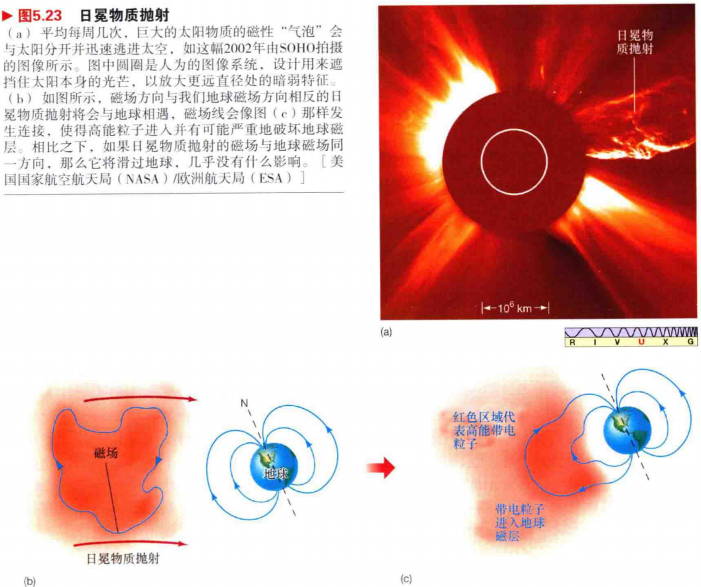 ▶ 图5.23 日冕物质抛射
（a） 平均每周几次，巨大的太阳物质的磁性“气泡”会
与太阳分开并迅速逃进太空，如这幅2002年由SOHO拍摄
的图像所示。图中圆圈是人为的图像系统，设计用来遮
挡住太阳本身的光芒，以放大更远直径处的暗弱特征。
（b） 如图所示，磁场方向与我们地球磁场方向相反的日
冕物质抛射将会与地球相遇，磁场线会像图（c）那样发
生连接，使得高能粒子进入并有可能严重地破坏地球磁
层。相比之下，如果日冕物质抛射的磁场与地球磁场同
一方向，那么它将滑过地球，几乎没有什么影响。［美
国国家航空航天局（NASA）/欧洲航天局（ESA）］
日冕物
质抛射
10⁶ km
(a)
R I V U X G
磁场
日冕物质抛射
(b)
N
地球
红色区域代
表高能带电
粒子
带电粒子
进入地球
磁层
(c)